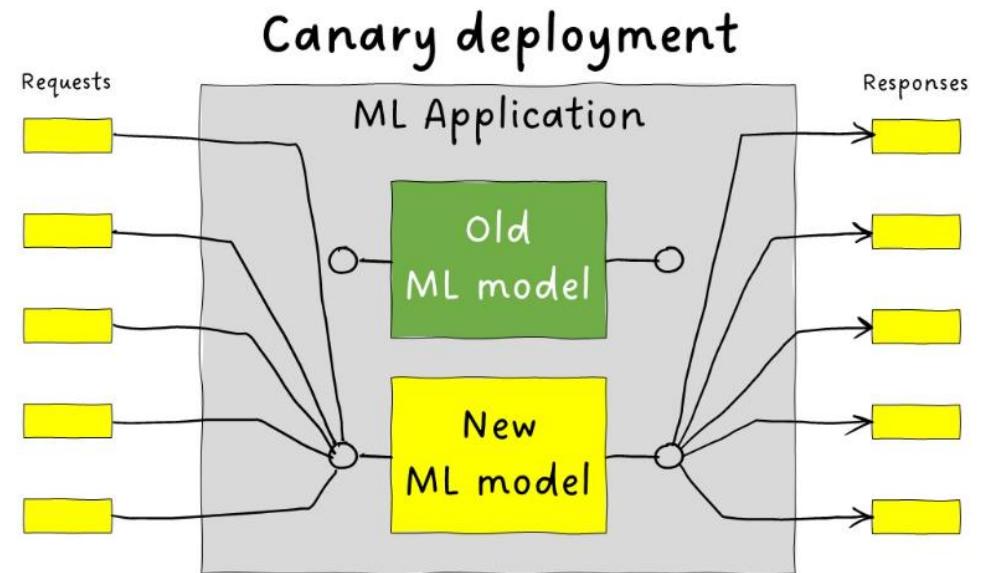 Canary deployment
Requests
Responses
ML Application
Old
ML model
New
ML model